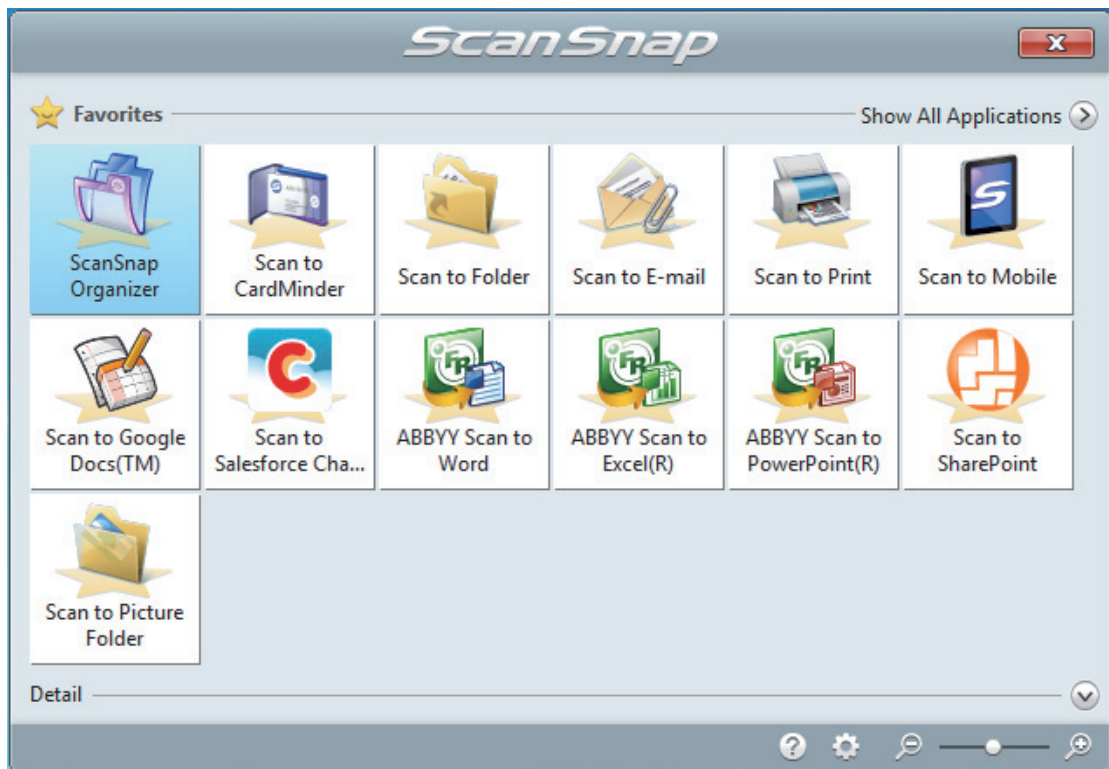 ScanSnap
Favorites
Show All Applications
ScanSnap
Organizer
Scan to
CardMinder
Scan to Folder
Scan to E-mail
Scan to Print
Scan to Mobile
Scan to Google
Docs(TM)
Scan to
Salesforce Cha...
ABBYY Scan to
Word
ABBYY Scan to
Excel(R)
ABBYY Scan to
PowerPoint(R)
Scan to
SharePoint
Scan to Picture
Folder
Detail